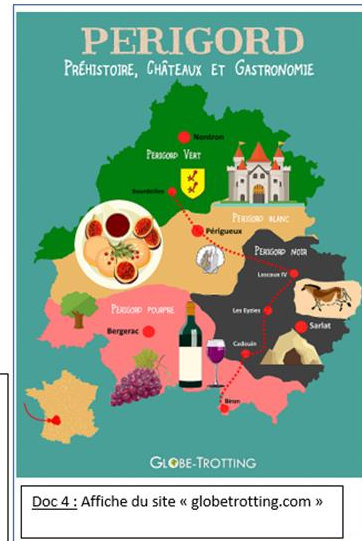 PERIGORD
PRÉHISTOIRE, CHÂTEAUX ET GASTRONOMIE
Nontron
PERIGORD VERT
Bourdeilles
PERIGORD BLANC
Périgueux
PERIGORD NOIR
Lascaux IV
PERIGORD POURPRE
Les Eyzies
Bergerac
Sarlat
Cadouin
Biron
GLOBE-TROTTING
Doc 4 : Affiche du site « globetrotting.com »